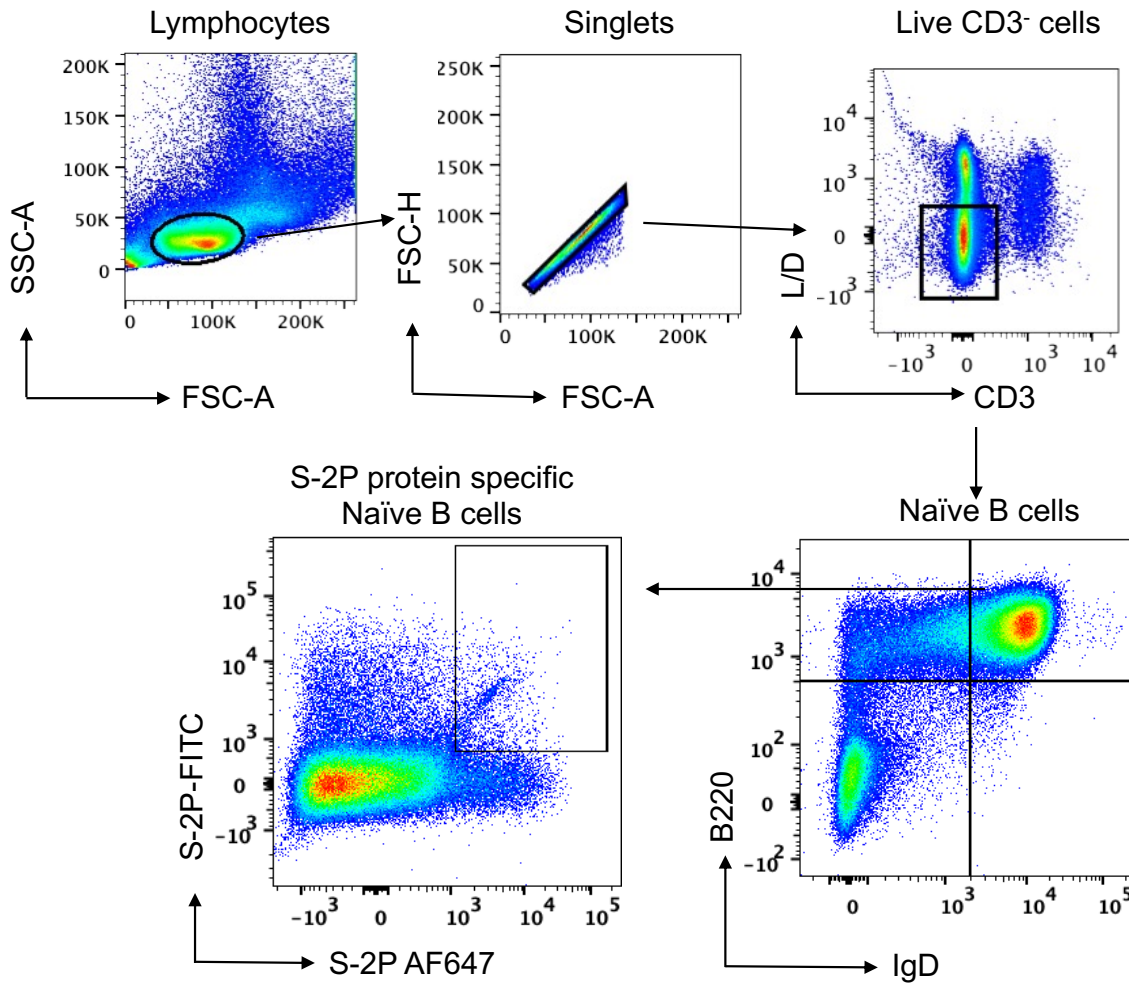 Lymphocytes
Singlets
Live CD3⁻ cells
200K
150K
100K
50K
0
0
100K
200K
SSC-A
FSC-A
250K
200K
150K
100K
50K
0
0
100K
200K
FSC-H
FSC-A
10⁴
10³
0
-10³
-10³
0
10³
10⁴
L/D
CD3
S-2P protein specific
Naïve B cells
Naïve B cells
10⁵
10⁴
10³
0
-10³
-10³
0
10³
10⁴
10⁵
S-2P-FITC
S-2P AF647
10⁴
10³
10²
0
-10²
0
10³
10⁴
10⁵
B220
IgD